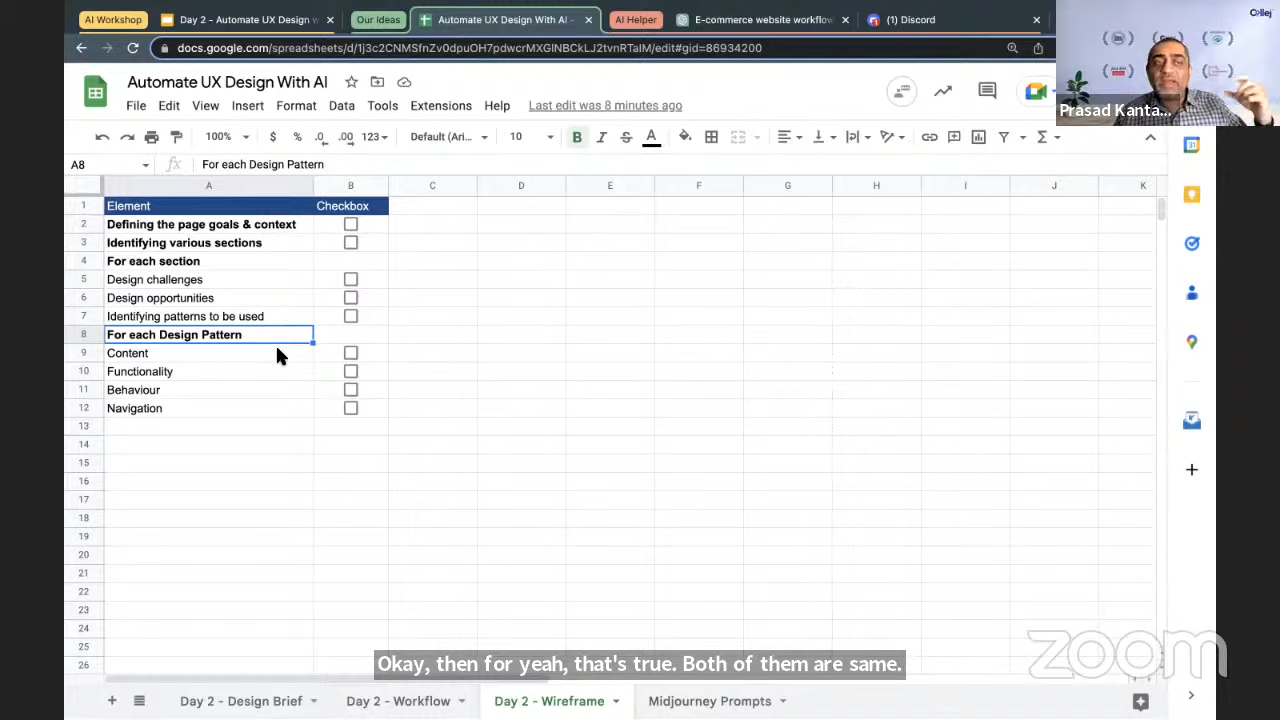 AI Workshop
Day 2 - Automate UX Design w
Our Ideas
Automate UX Design With AI -
AI Helper
E-commerce website workflow
(1) Discord
docs.google.com/spreadsheets/d/1j3c2CNMSfnZv0dpuOH7pdwcrMXGlNBCkLJ2tvnRTaIM/edit#gid=86934200
Automate UX Design With AI
File Edit View Insert Format Data Tools Extensions Help Last edit was 8 minutes ago
Prasad Kanta...
100% $ % .0 .00 123 Default (Ari... 10 B I S A
A8 fx For each Design Pattern
A B C D E F G H I J K
1 Element Checkbox
2 Defining the page goals & context
3 Identifying various sections
4 For each section
5 Design challenges
6 Design opportunities
7 Identifying patterns to be used
8 For each Design Pattern
9 Content
10 Functionality
11 Behaviour
12 Navigation
13
14
15
16
17
18
19
20
21
22
23
24
25
26
Okay, then for yeah, that's true. Both of them are same.
zoom
Day 2 - Design Brief Day 2 - Workflow Day 2 - Wireframe Midjourney Prompts